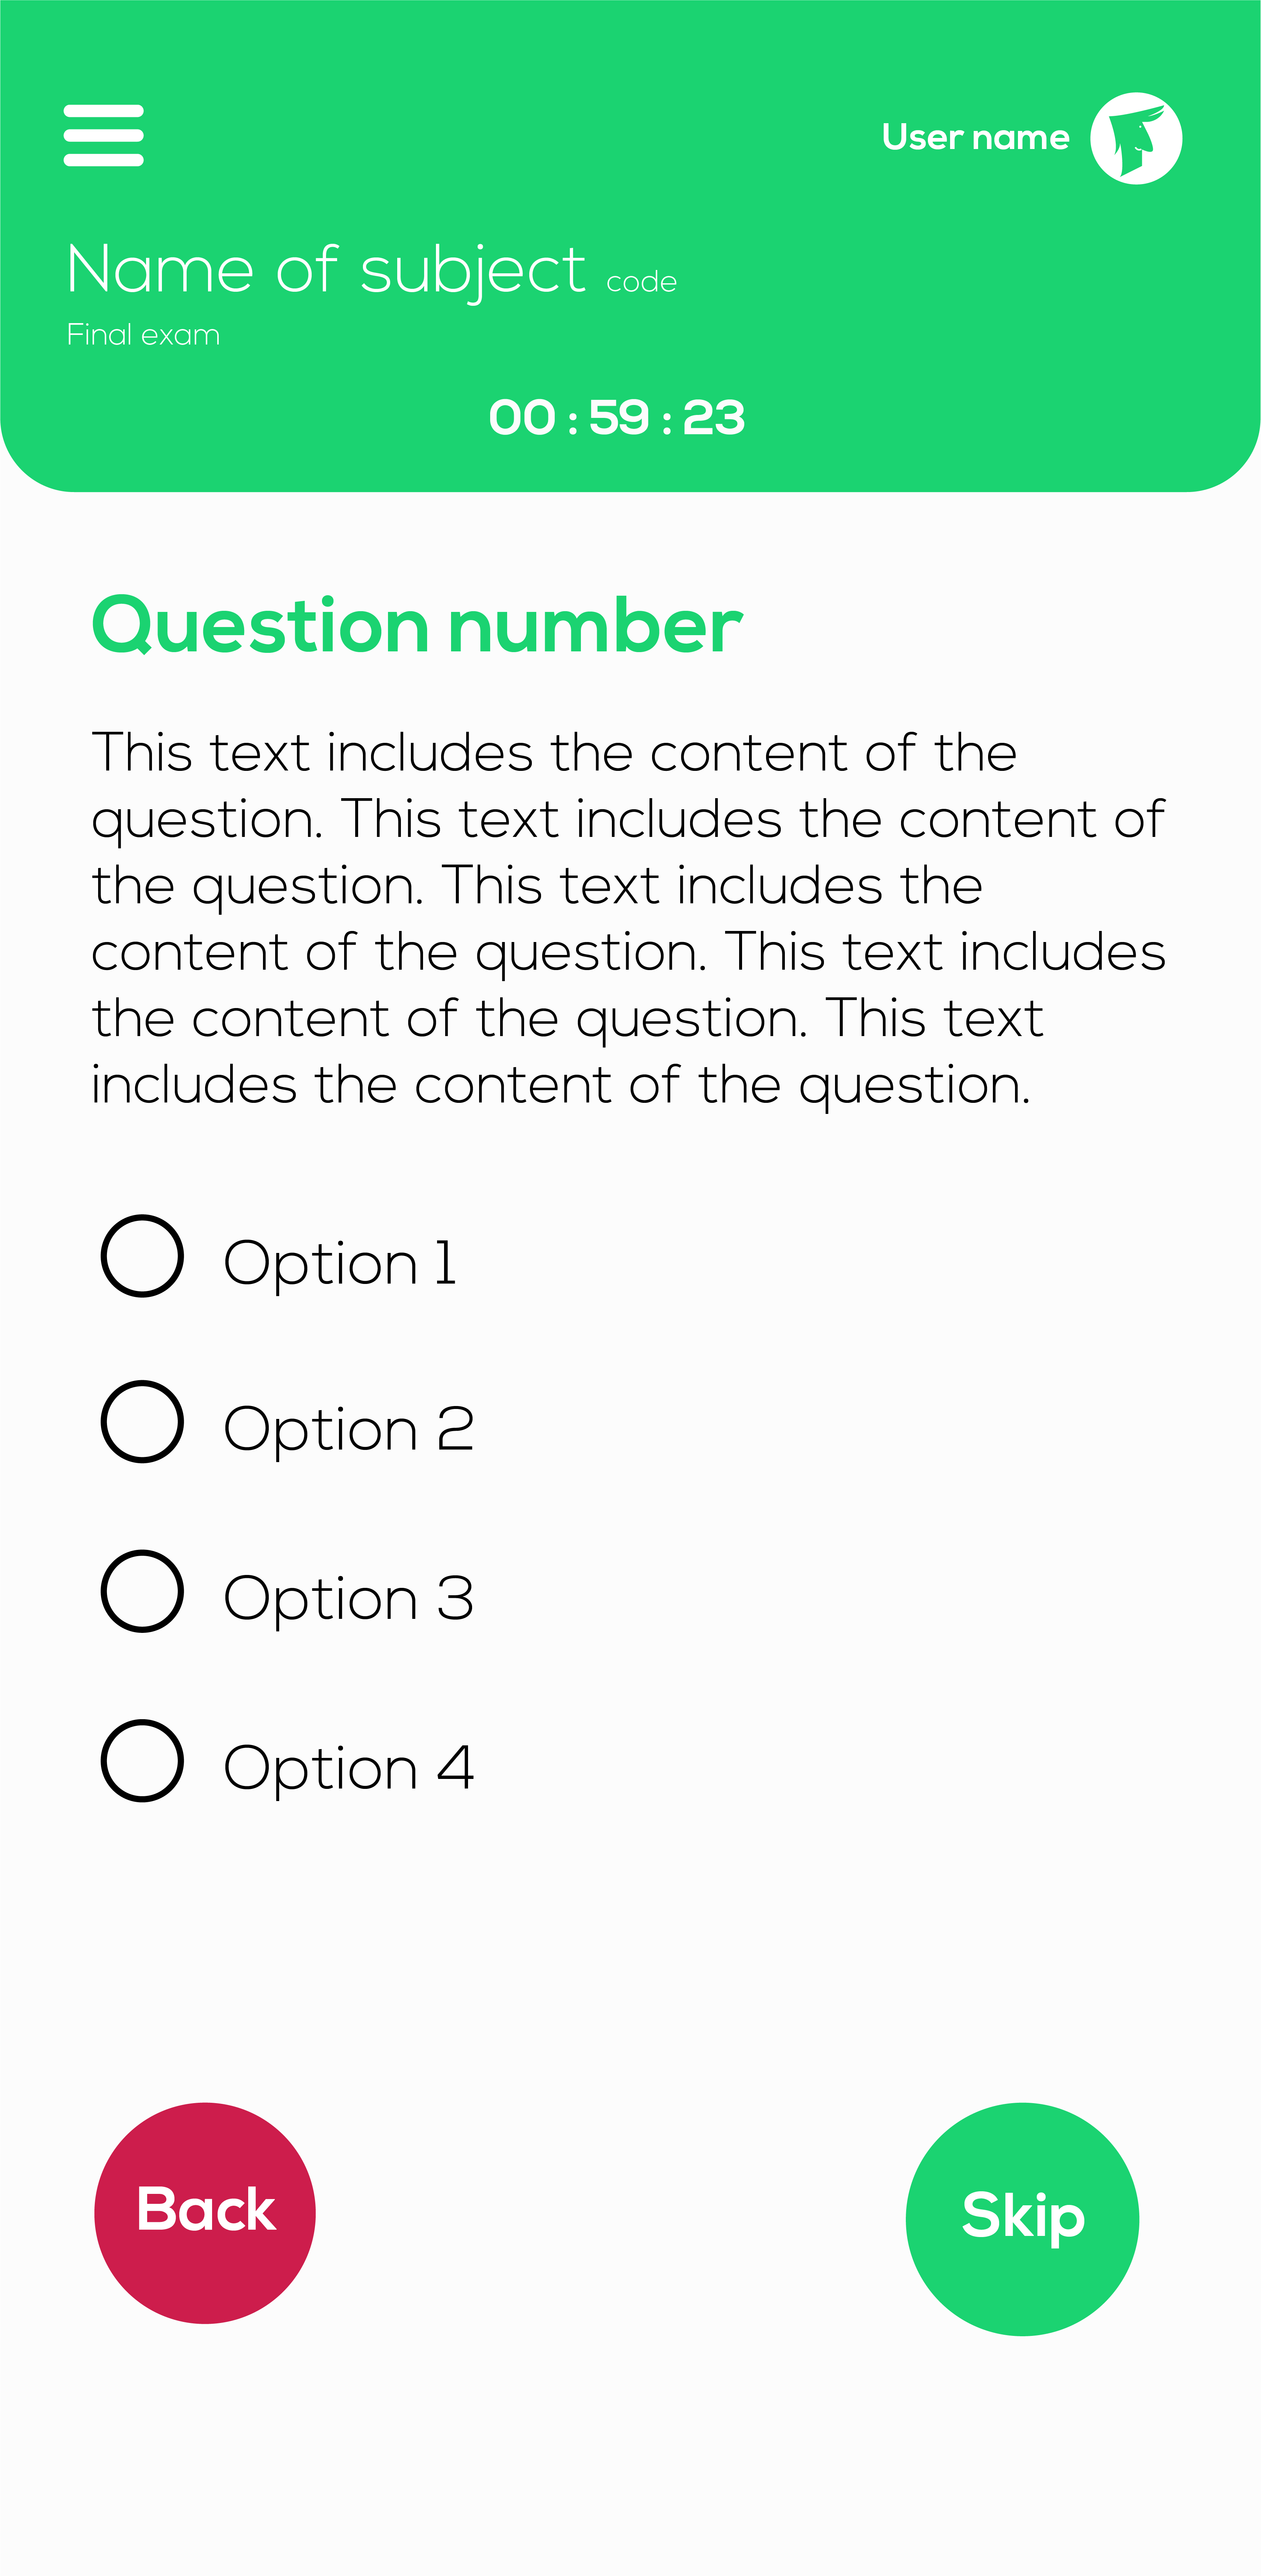 User name
Name of subject code
Final exam
00 : 59 : 23
Question number
This text includes the content of the
question. This text includes the content of
the question. This text includes the
content of the question. This text includes
the content of the question. This text
includes the content of the question.
Option 1
Option 2
Option 3
Option 4
Back
Skip